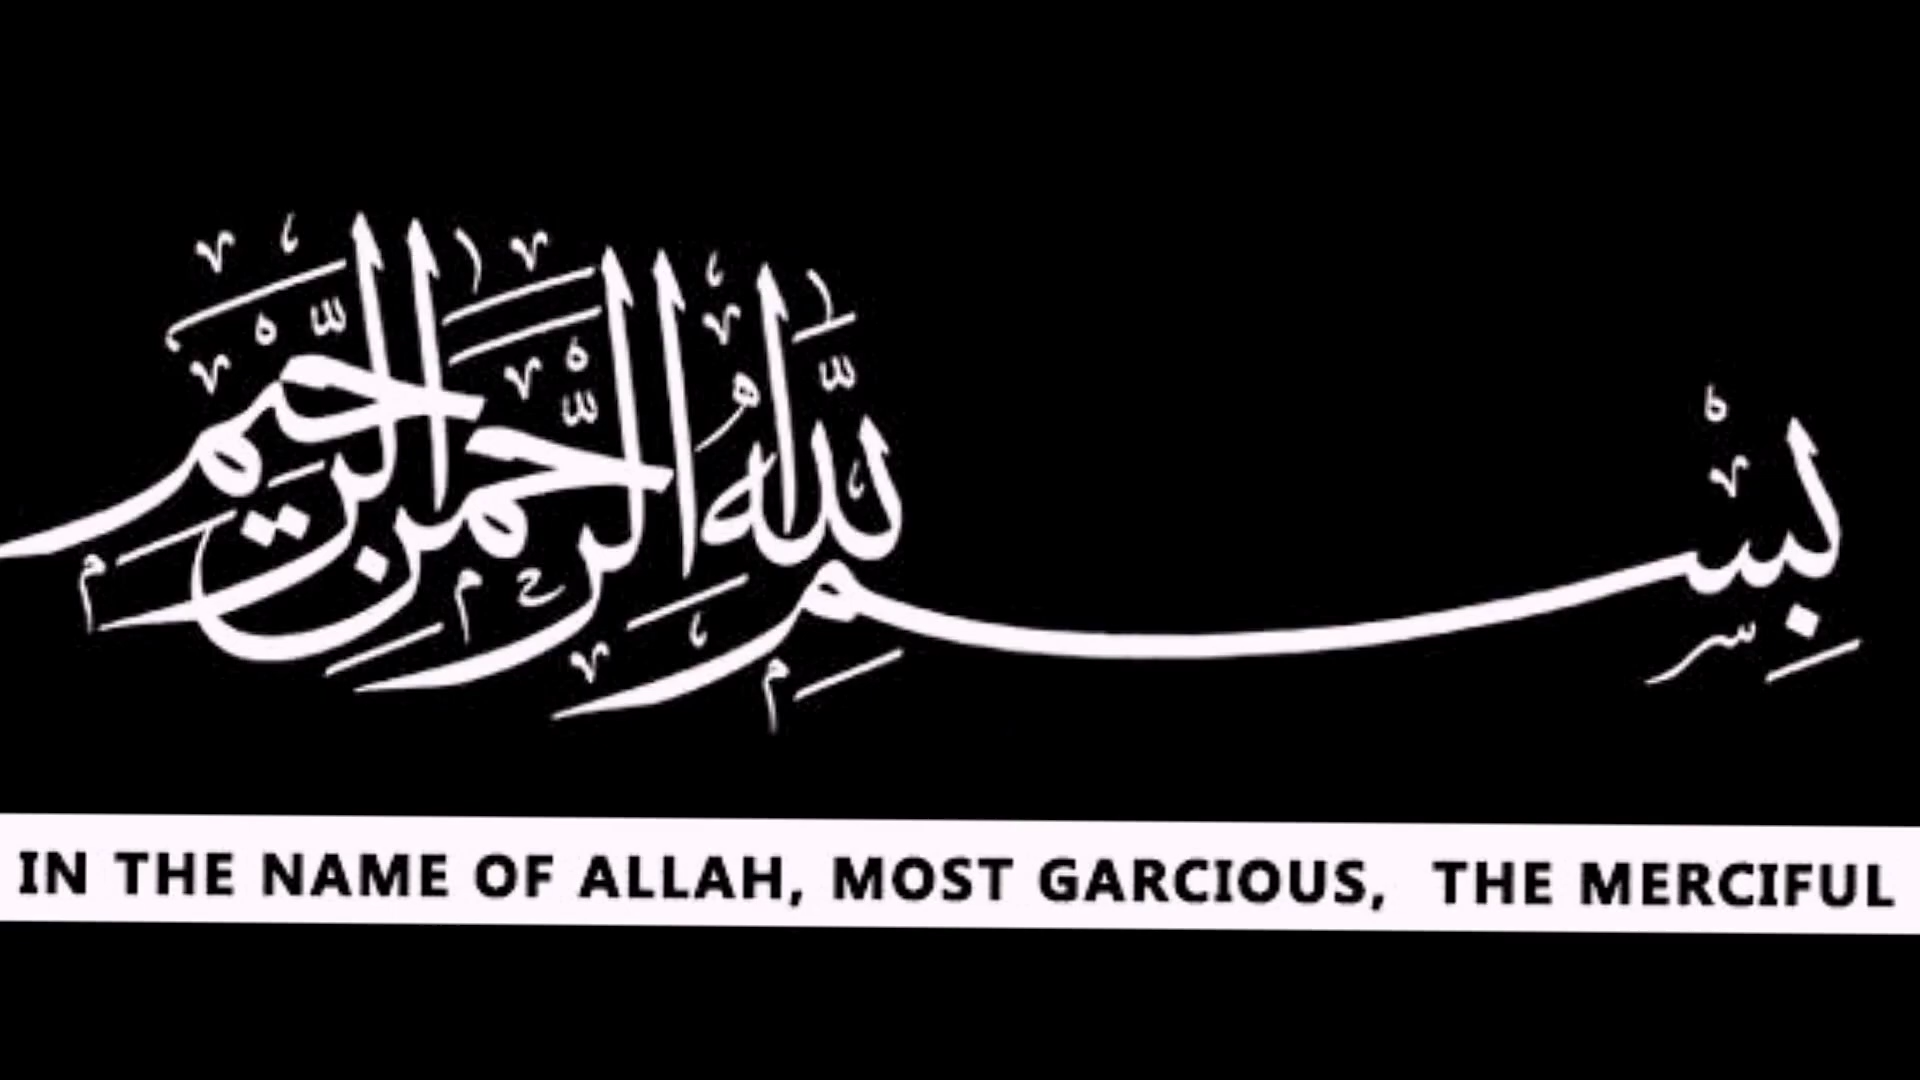 بِسْمِ اللَّهِ الرَّحْمَٰنِ الرَّحِيمِ
IN THE NAME OF ALLAH, MOST GARCIOUS, THE MERCIFUL